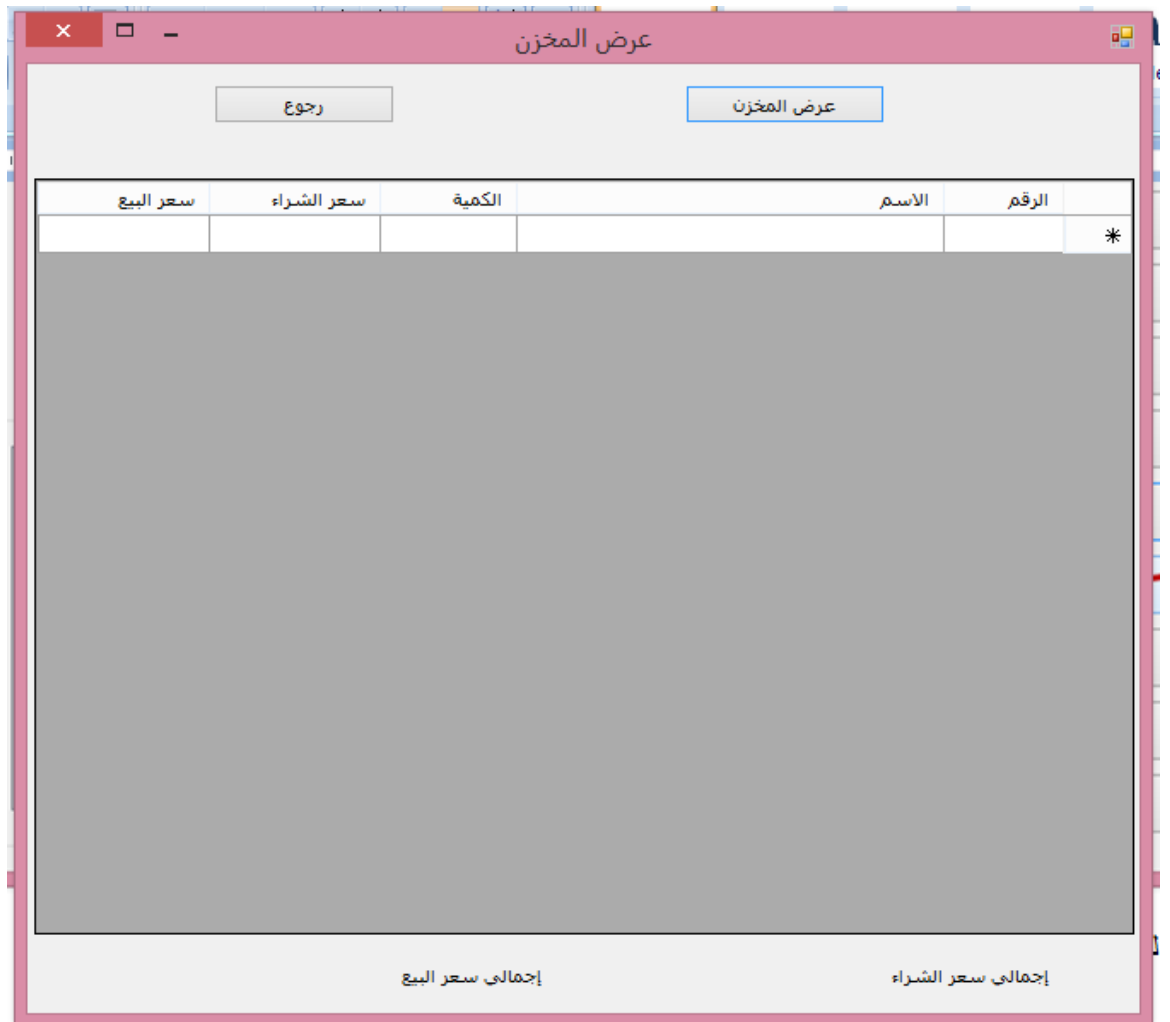 عرض المخزن
عرض المخزن رجوع
الرقم الاسم الكمية سعر الشراء سعر البيع
إجمالي سعر الشراء إجمالي سعر البيع